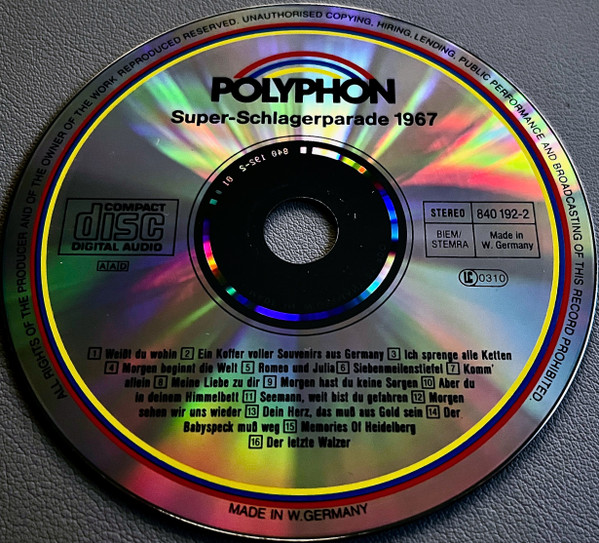 ALL RIGHTS OF THE PRODUCER AND OF THE OWNER OF THE WORK REPRODUCED RESERVED. UNAUTHORISED COPYING, HIRING, LENDING, PUBLIC PERFORMANCE AND BROADCASTING OF THIS RECORD PROHIBITED.
POLYPHON
Super-Schlagerparade 1967
840 192-2 01
COMPACT
disc
DIGITAL AUDIO
AAD
STEREO 840 192-2
BIEM/
STEMRA
Made in
W. Germany
LC 0310
1 Weißt du wohin 2 Ein Koffer voller Souvenirs aus Germany 3 Ich sprenge alle Ketten
4 Morgen beginnt die Welt 5 Romeo und Julia 6 Siebenmeilenstiefel 7 Komm'
allein 8 Meine Liebe zu dir 9 Morgen hast du keine Sorgen 10 Aber du
in deinem Himmelbett 11 Seemann, weit bist du gefahren 12 Morgen
sehen wir uns wieder 13 Dein Herz, das muß aus Gold sein 14 Der
Babyspeck muß weg 15 Memories Of Heidelberg
16 Der letzte Walzer
MADE IN W. GERMANY